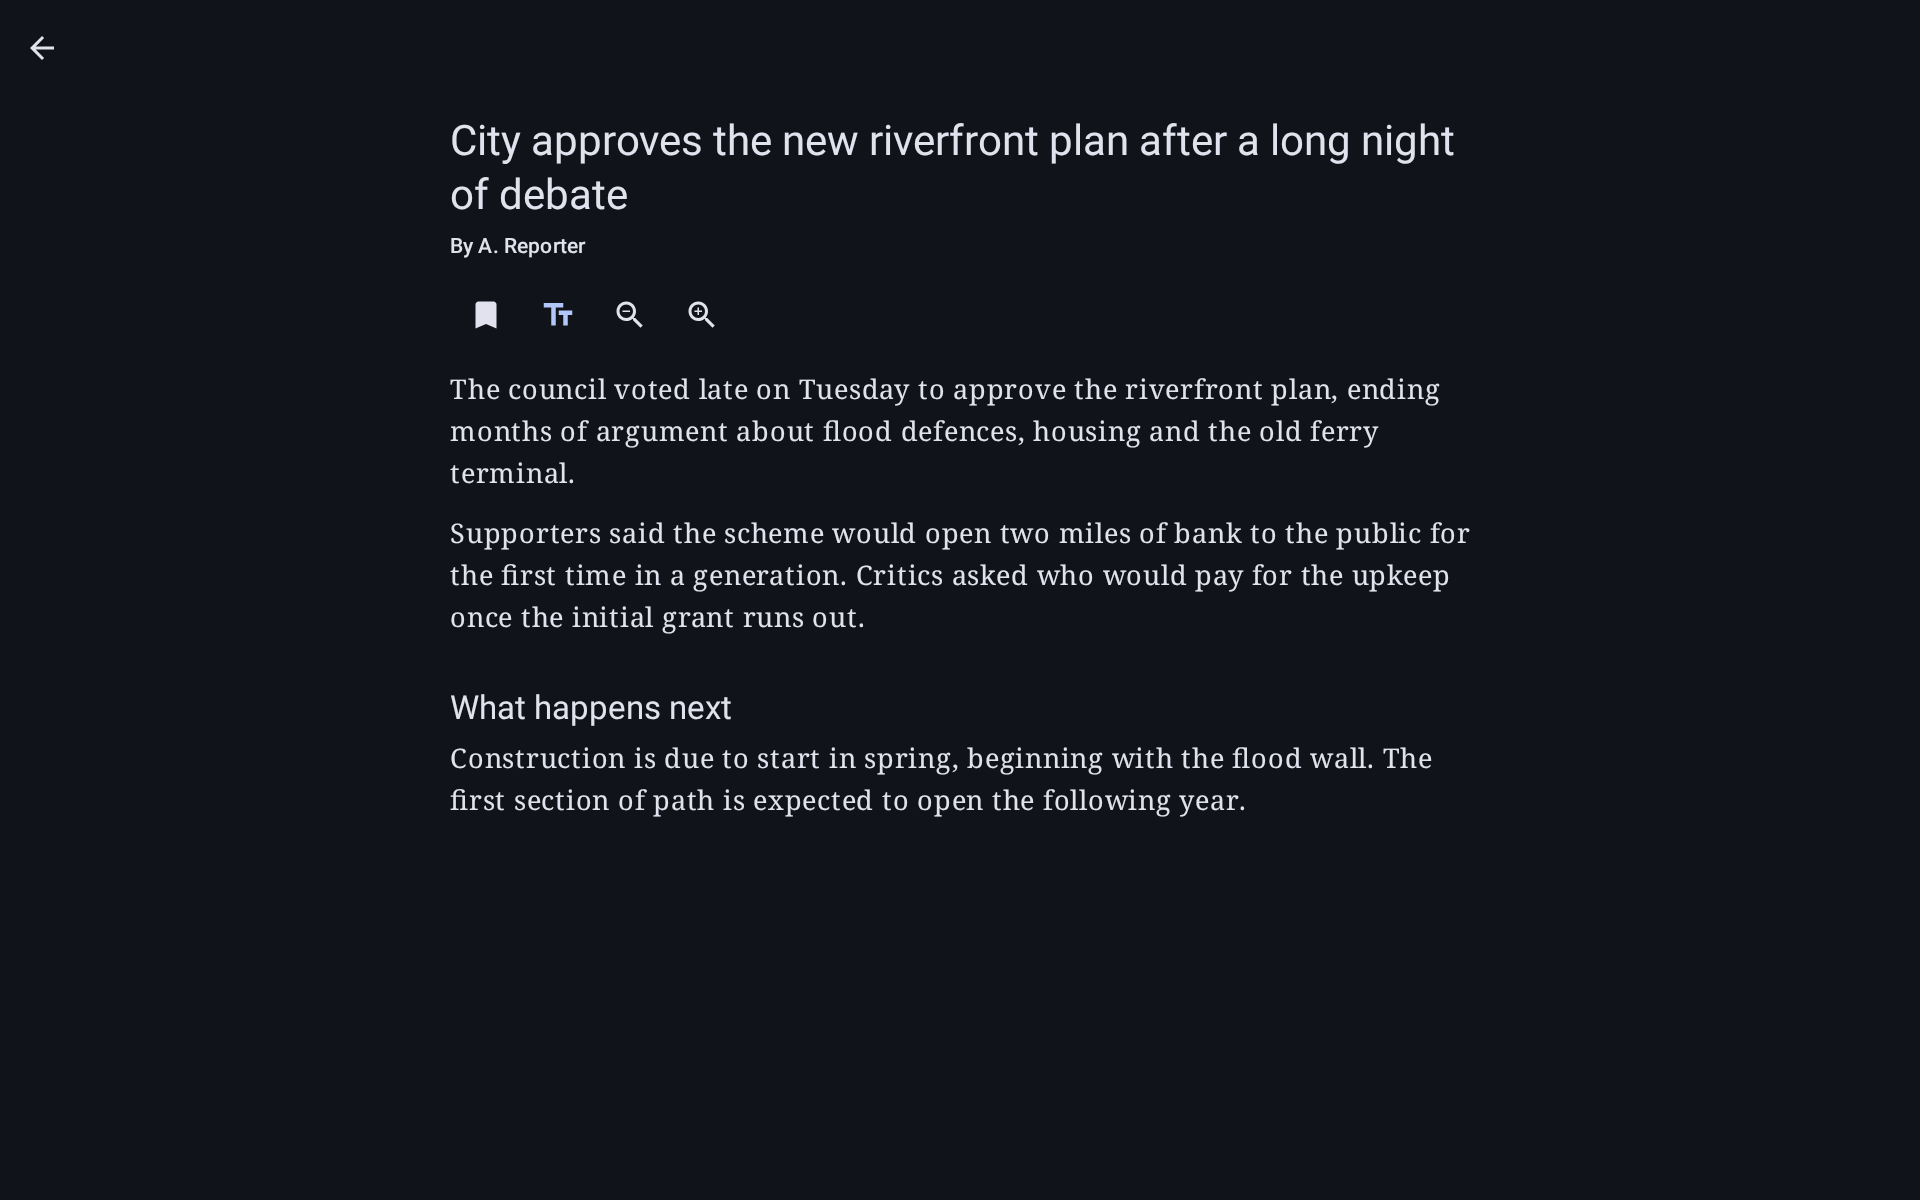 City approves the new riverfront plan after a long night
of debate
By A. Reporter
The council voted late on Tuesday to approve the riverfront plan, ending
months of argument about flood defences, housing and the old ferry
terminal.
Supporters said the scheme would open two miles of bank to the public for
the first time in a generation. Critics asked who would pay for the upkeep
once the initial grant runs out.
What happens next
Construction is due to start in spring, beginning with the flood wall. The
first section of path is expected to open the following year.